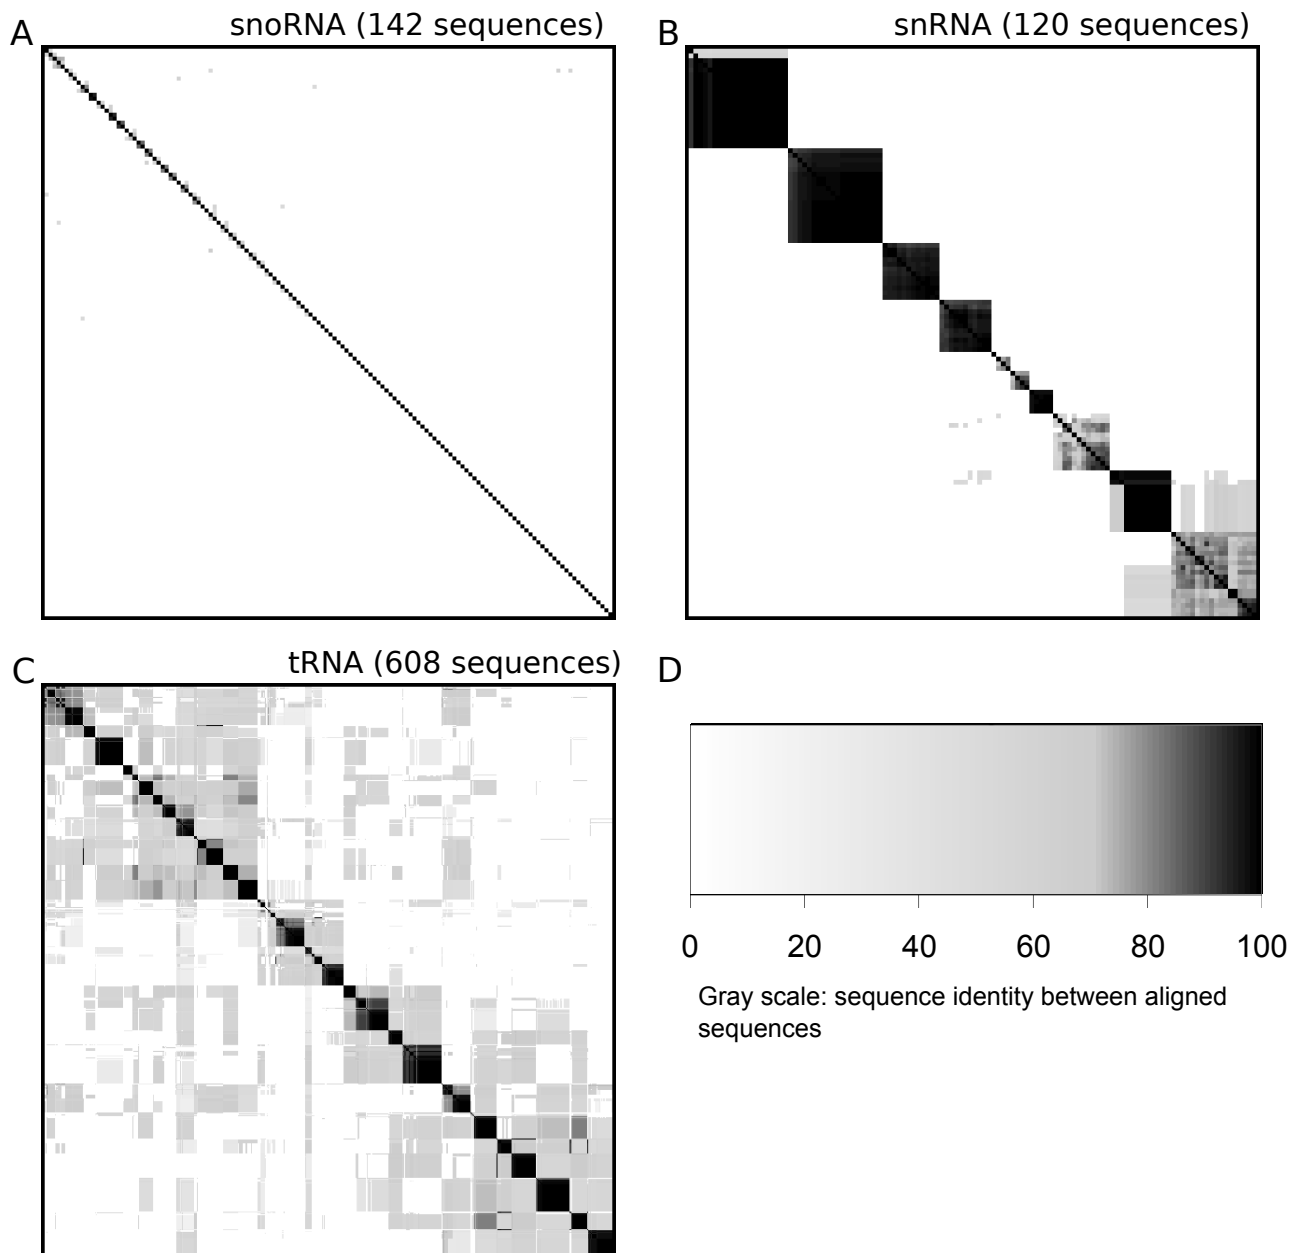 A
snoRNA (142 sequences)
B
snRNA (120 sequences)
C
tRNA (608 sequences)
D
0 20 40 60 80 100
Gray scale: sequence identity between aligned
sequences